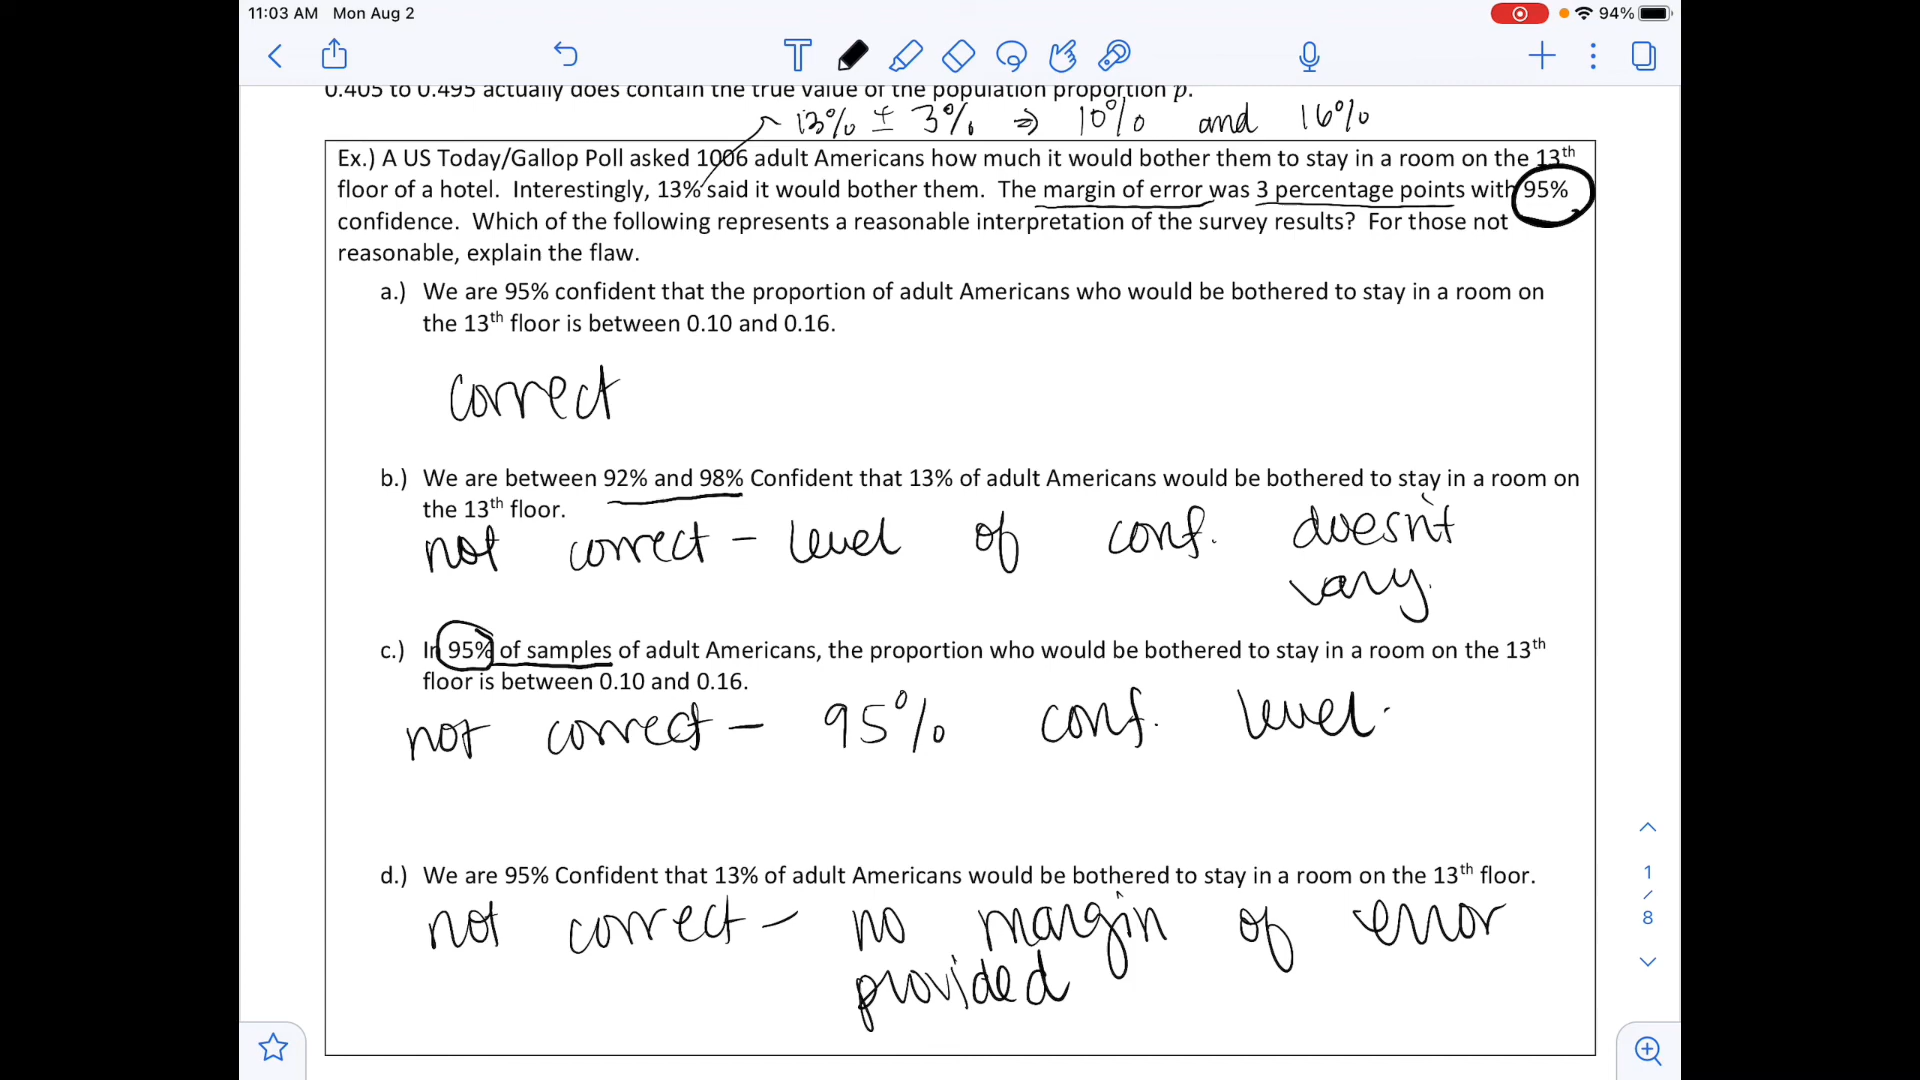 11:03 AM Mon Aug 2
94%
0.405 to 0.495 actually does contain the true value of the population proportion p.
13% ± 3% ⇒ 10% and 16%
Ex.) A US Today/Gallop Poll asked 1006 adult Americans how much it would bother them to stay in a room on the 13th
floor of a hotel. Interestingly, 13% said it would bother them. The margin of error was 3 percentage points with 95%
confidence. Which of the following represents a reasonable interpretation of the survey results? For those not
reasonable, explain the flaw.
a.) We are 95% confident that the proportion of adult Americans who would be bothered to stay in a room on
the 13th floor is between 0.10 and 0.16.
correct
b.) We are between 92% and 98% Confident that 13% of adult Americans would be bothered to stay in a room on
the 13th floor.
not correct – level of conf. doesn't
vary.
c.) In 95% of samples of adult Americans, the proportion who would be bothered to stay in a room on the 13th
floor is between 0.10 and 0.16.
not correct – 95% conf. level.
d.) We are 95% Confident that 13% of adult Americans would be bothered to stay in a room on the 13th floor.
not correct – no margin of error
provided
1
/
8